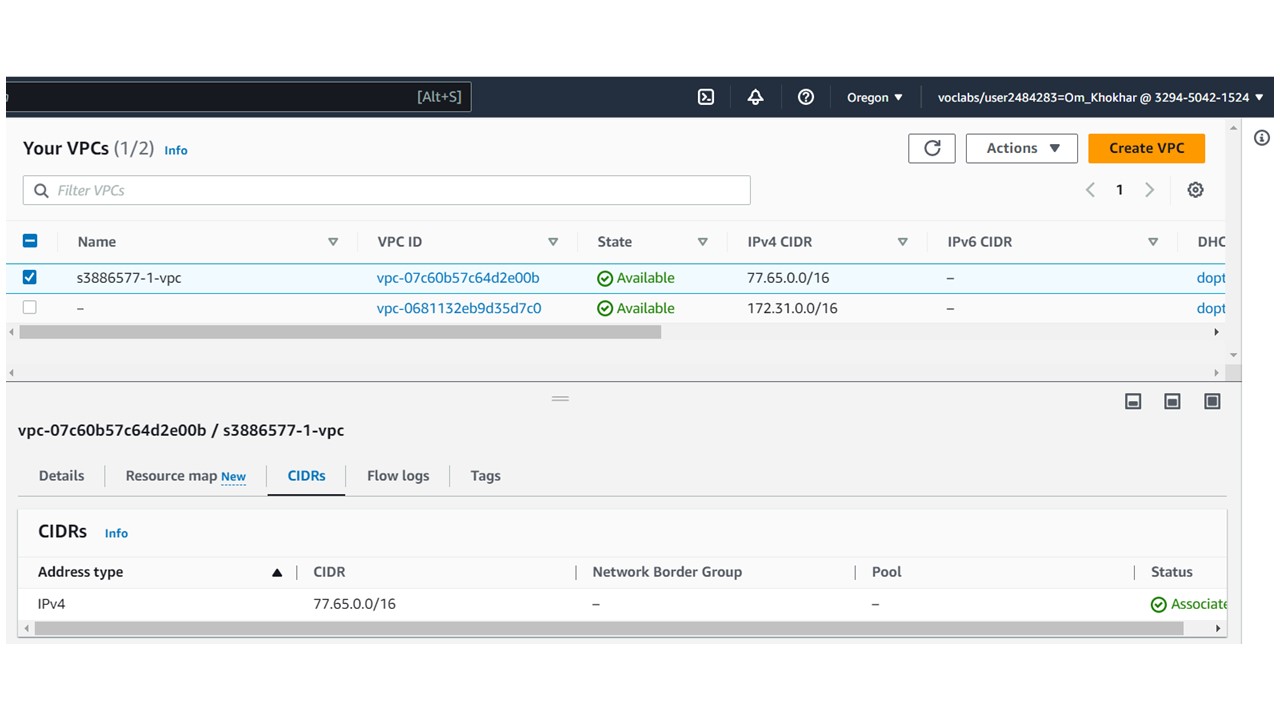 [Alt+S] Oregon ▼ voclabs/user2484283=Om_Khokhar @ 3294-5042-1524 ▼
Your VPCs (1/2) Info Actions ▼ Create VPC
Filter VPCs 1
Name VPC ID State IPv4 CIDR IPv6 CIDR DHC
s3886577-1-vpc vpc-07c60b57c64d2e00b Available 77.65.0.0/16 –
dopt
– vpc-0681132eb9d35d7c0 Available 172.31.0.0/16 –
dopt
vpc-07c60b57c64d2e00b / s3886577-1-vpc
Details Resource map New CIDRs Flow logs Tags
CIDRs Info
Address type CIDR Network Border Group Pool Status
IPv4 77.65.0.0/16 – – Associate